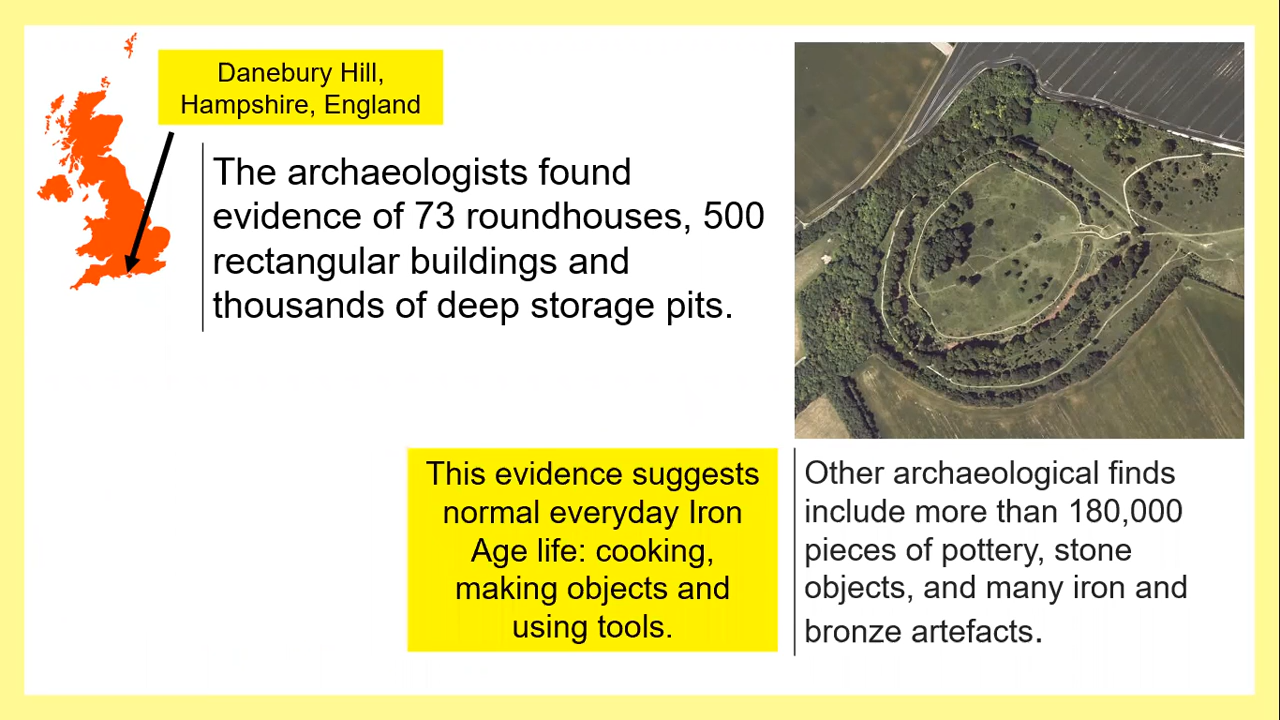 Danebury Hill,
Hampshire, England
The archaeologists found
evidence of 73 roundhouses, 500
rectangular buildings and
thousands of deep storage pits.
This evidence suggests
normal everyday Iron
Age life: cooking,
making objects and
using tools.
Other archaeological finds
include more than 180,000
pieces of pottery, stone
objects, and many iron and
bronze artefacts.